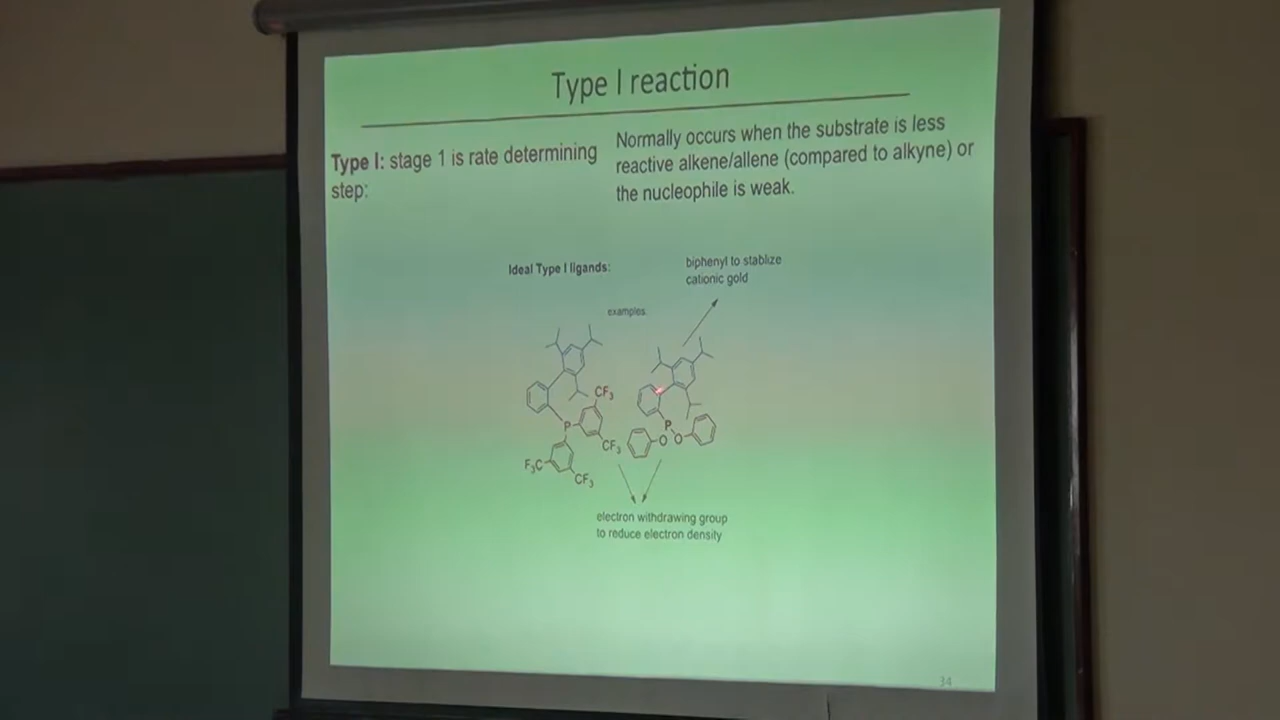 Type I reaction
Type I: stage 1 is rate determining
step:
Normally occurs when the substrate is less
reactive alkene/allene (compared to alkyne) or
the nucleophile is weak.
Ideal Type I ligands:
biphenyl to stablize
cationic gold
examples
CF3
P
CF3
F3C
CF3
P
O
O
electron withdrawing group
to reduce electron density
34